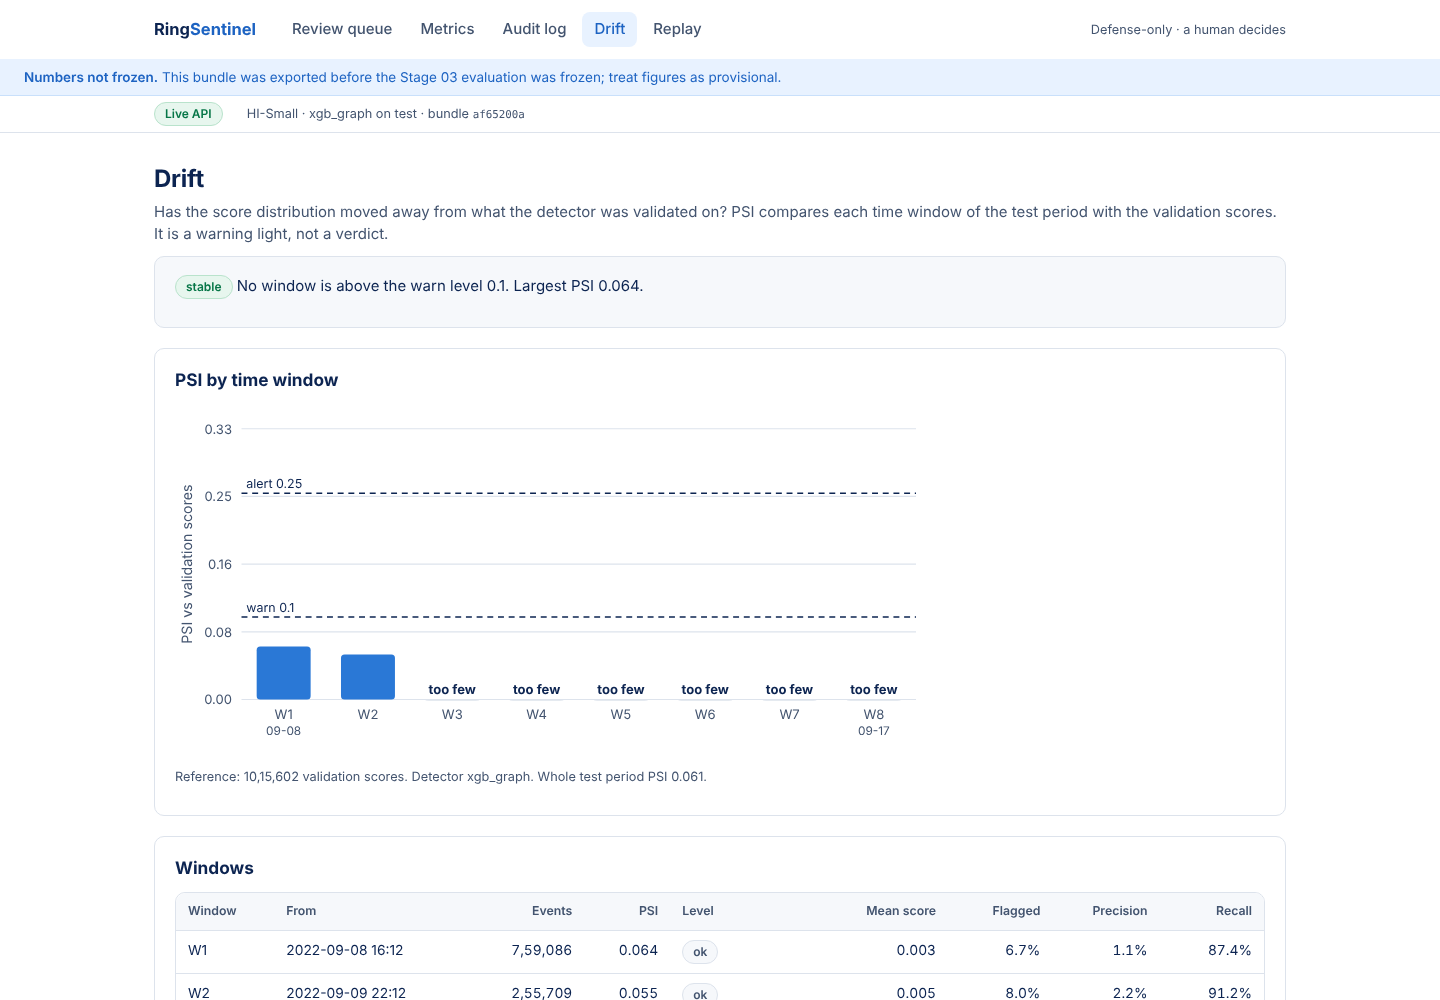 RingSentinel Review queue Metrics Audit log Drift Replay Defense-only · a human decides
Numbers not frozen. This bundle was exported before the Stage 03 evaluation was frozen; treat figures as provisional.
Live API HI-Small · xgb_graph on test · bundle af65200a
Drift
Has the score distribution moved away from what the detector was validated on? PSI compares each time window of the test period with the validation scores.
It is a warning light, not a verdict.
stable No window is above the warn level 0.1. Largest PSI 0.064.
PSI by time window
PSI vs validation scores
0.33
alert 0.25
0.25
0.16
warn 0.1
0.08
too few too few too few too few too few too few
0.00
W1 W2 W3 W4 W5 W6 W7 W8
09-08 09-17
Reference: 10,15,602 validation scores. Detector xgb_graph. Whole test period PSI 0.061.
Windows
Window From Events PSI Level Mean score Flagged Precision Recall
W1 2022-09-08 16:12 7,59,086 0.064 ok 0.003 6.7% 1.1% 87.4%
W2 2022-09-09 22:12 2,55,709 0.055 ok 0.005 8.0% 2.2% 91.2%